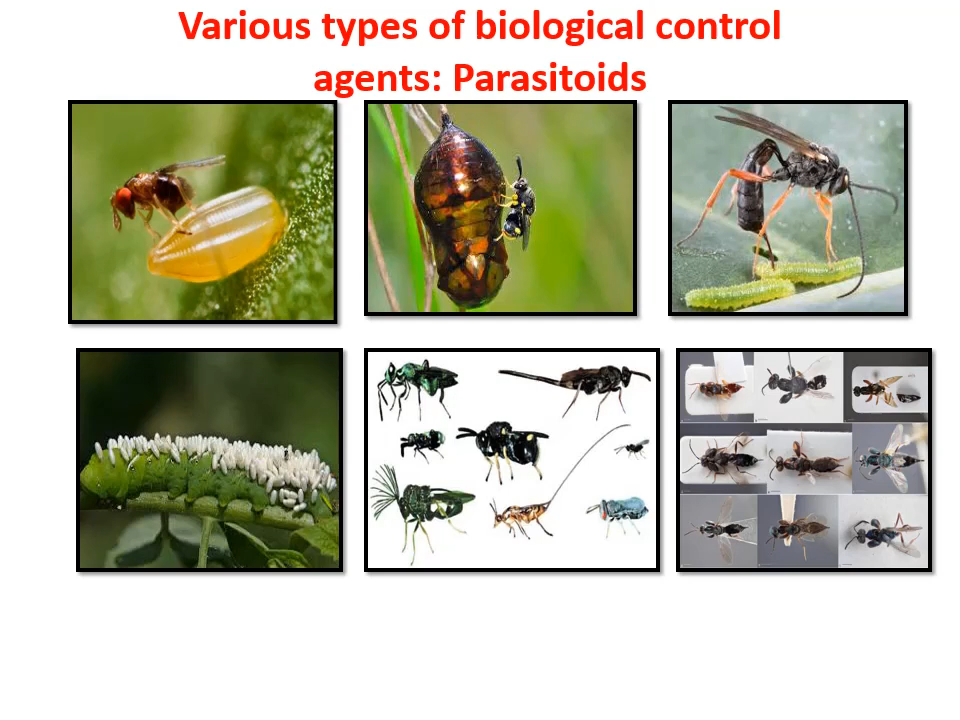 Various types of biological control
agents: Parasitoids